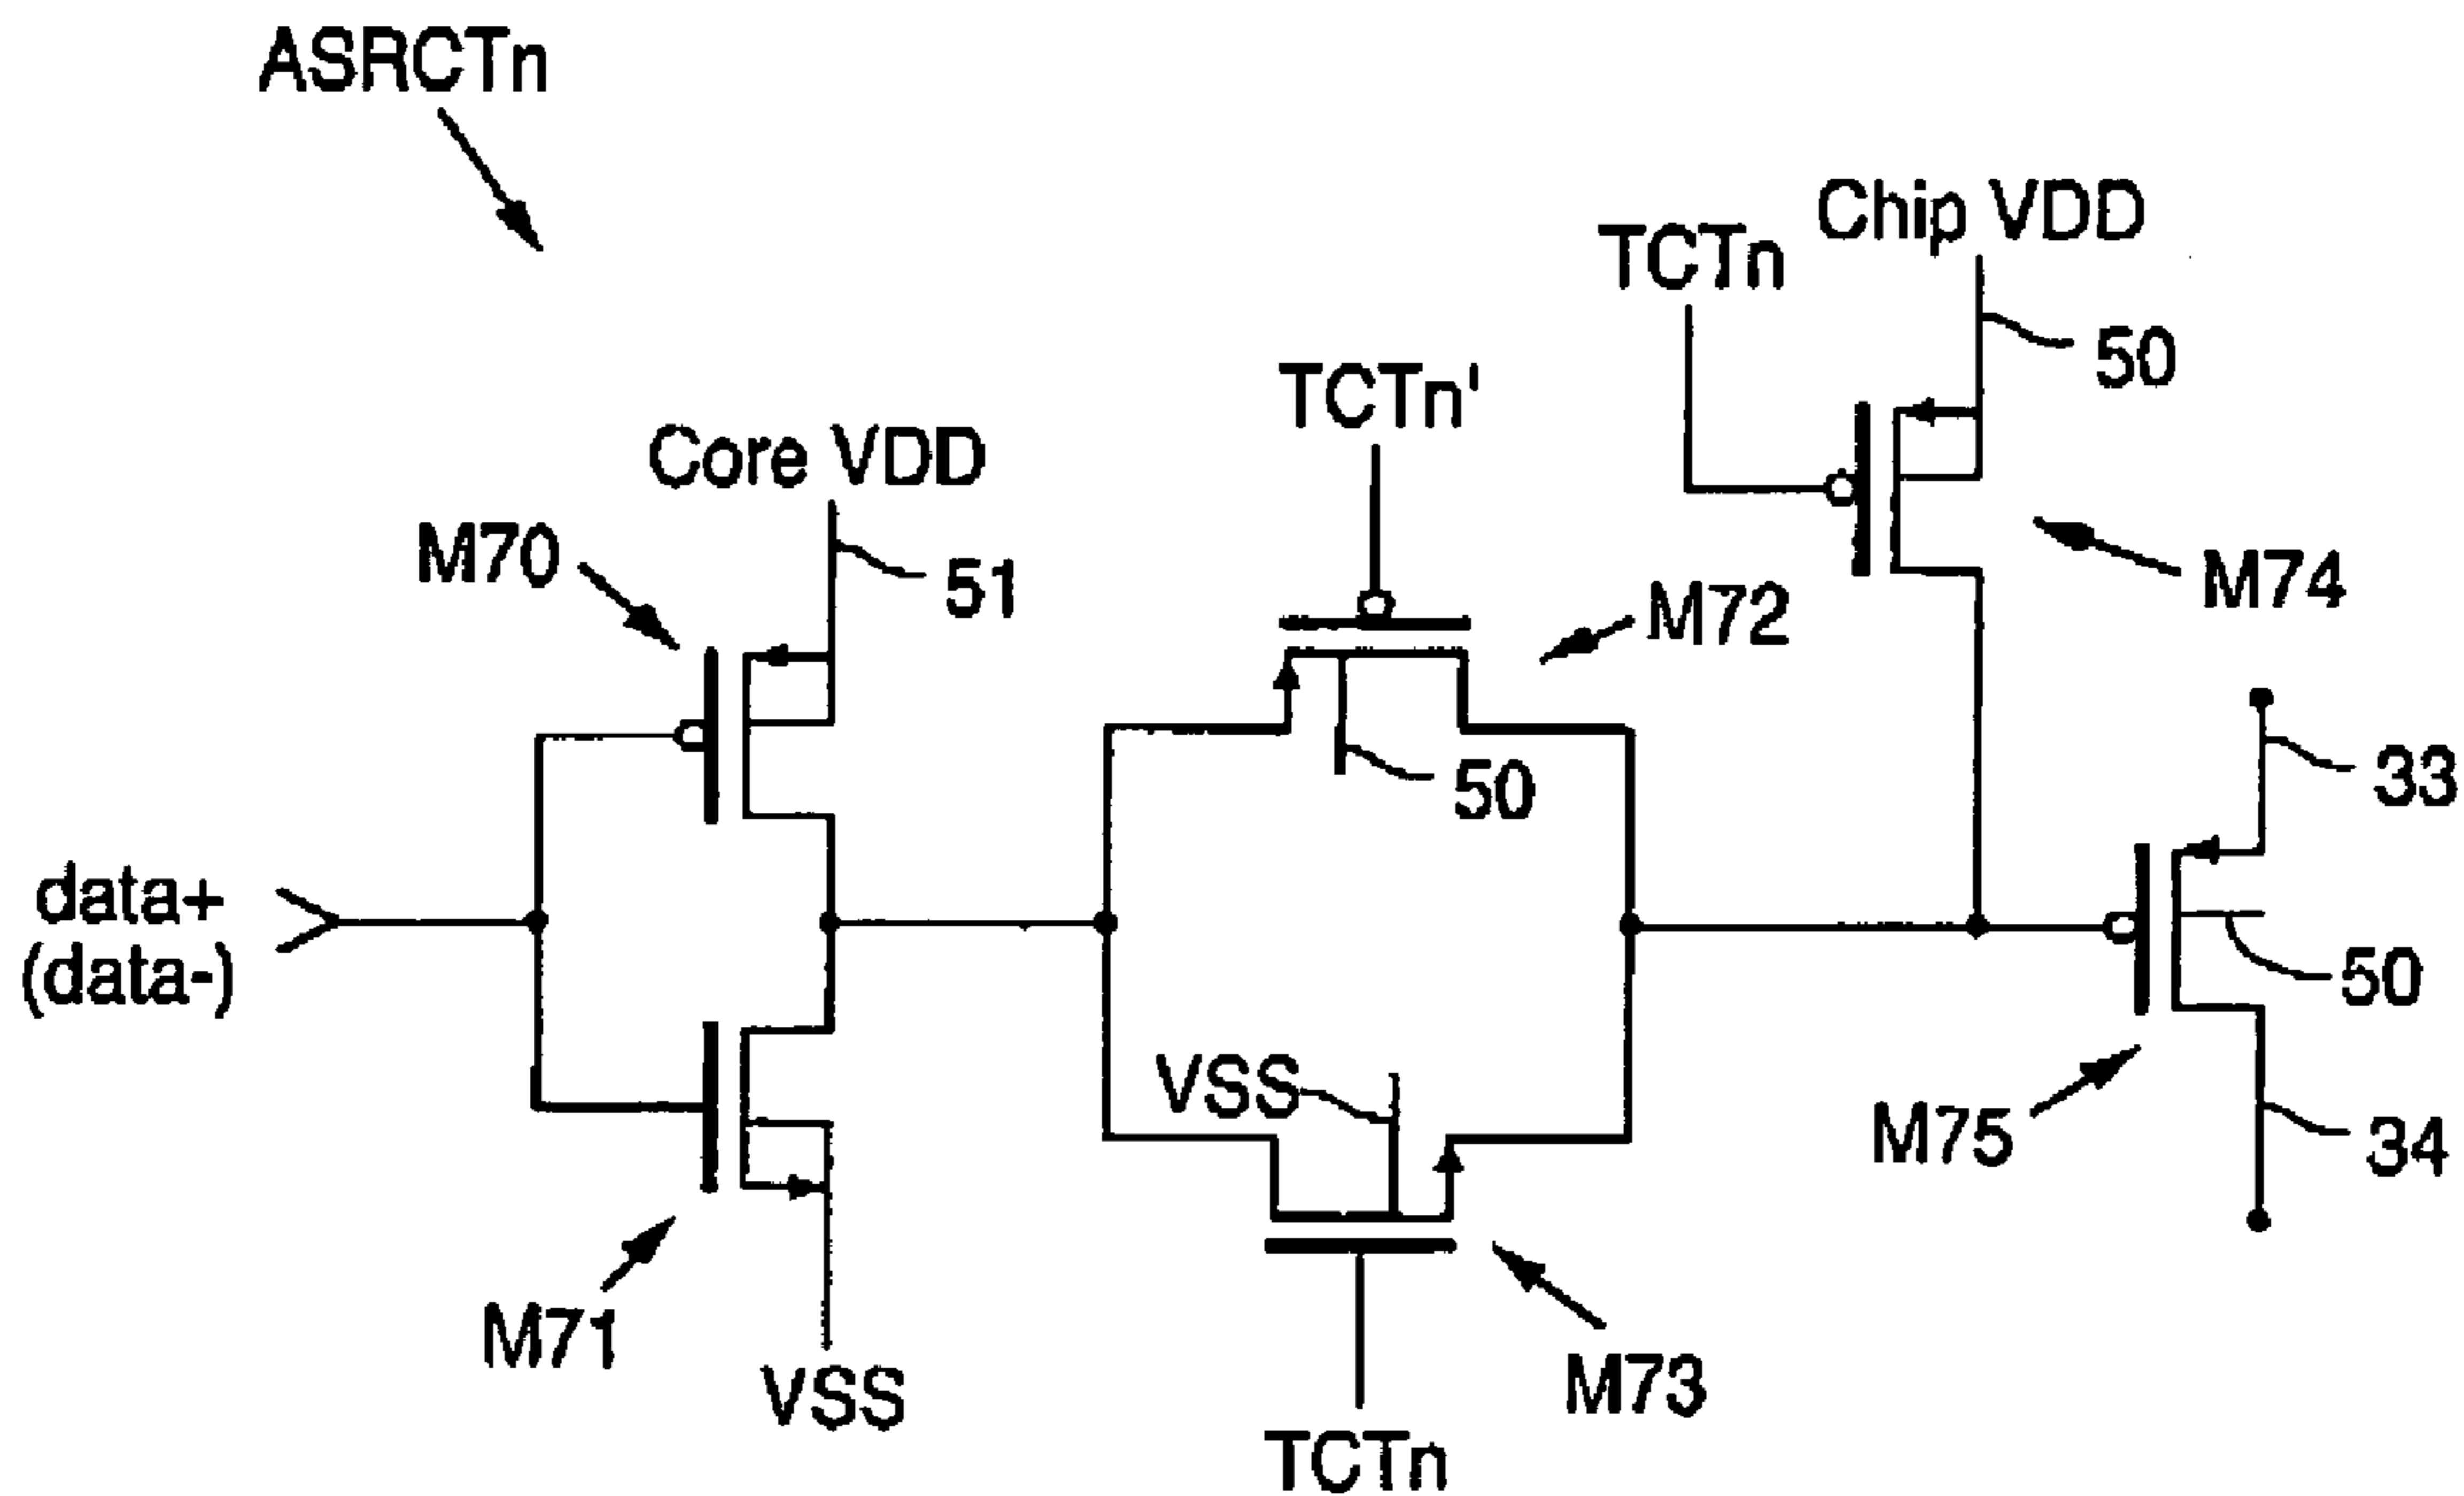 ASRCTn
Chip VDD
TCTn
50
TCTn'
Core VDD
M70
51
M72
M74
50
33
data+
(data-)
50
VSS
M75
34
M71
VSS
M73
TCTn